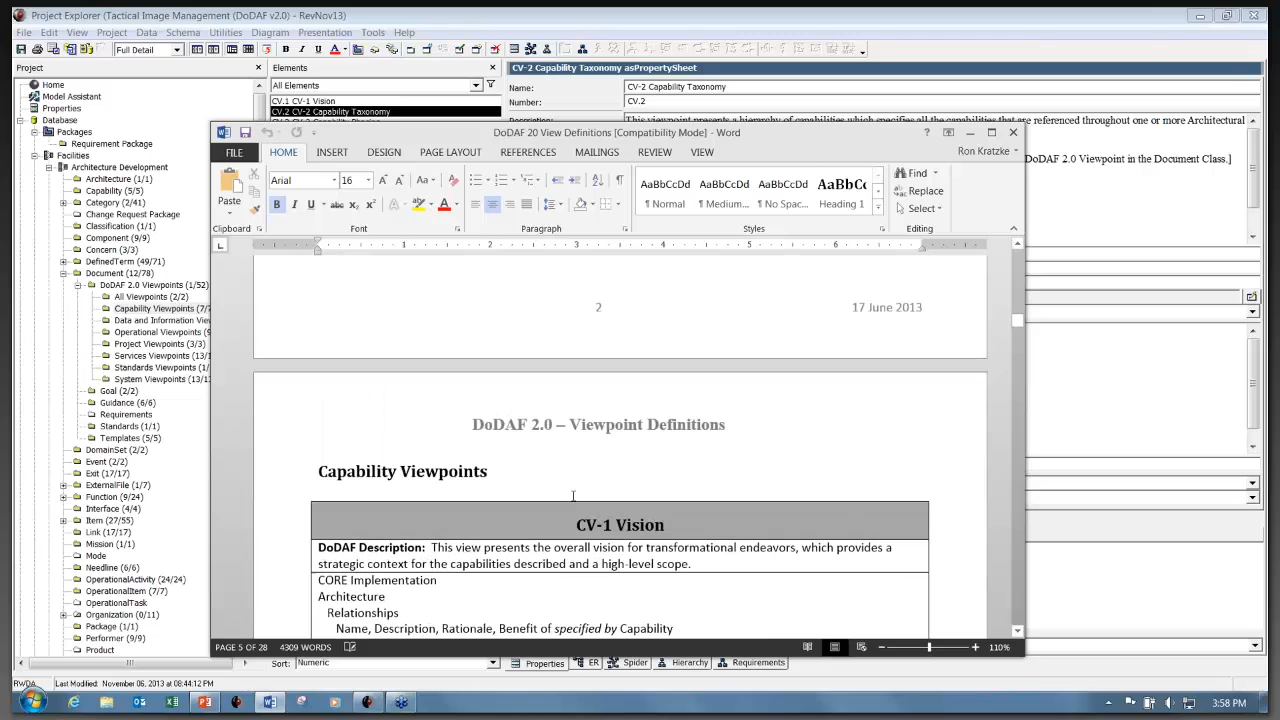 Project Explorer (Tactical Image Management (DoDAF v2.0) - RevNov13)
File Edit View Project Data Schema Utilities Diagram Presentation Tools Help
Full Detail
Project
Home
Model Assistant
Properties
Database
Packages
Requirement Package
Facilities
Architecture Development
Architecture (1/1)
Capability (5/5)
Category (2/41)
Change Request Package
Classification (1/1)
Component (9/9)
Concern (3/3)
DefinedTerm (49/71)
Document (12/78)
DoDAF 2.0 Viewpoints (1/52)
All Viewpoints (2/2)
Capability Viewpoints (7/7
Data and Information Vie
Operational Viewpoints (9
Project Viewpoints (3/3)
Services Viewpoints (13/1
Standards Viewpoints (1/
System Viewpoints (13/1
Goal (2/2)
Guidance (6/6)
Requirements
Standards (1/1)
Templates (5/5)
DomainSet (2/2)
Event (2/2)
Exit (17/17)
ExternalFile (1/7)
Function (9/24)
Interface (4/4)
Item (27/55)
Link (17/17)
Mission (1/1)
Mode
Needline (6/6)
OperationalActivity (24/24)
OperationalItem (7/7)
OperationalTask
Organization (0/11)
Package (1/1)
Performer (9/9)
Product
Elements
All Elements
CV.1 CV-1 Vision
CV.2 CV-2 Capability Taxonomy
CV-2 Capability Taxonomy asPropertySheet
Name: CV-2 Capability Taxonomy
Number: CV.2
Description: This viewpoint presents a hierarchy of capabilities which specifies all the capabilities that are referenced throughout one or more Architectural
DoDAF 2.0 Viewpoint in the Document Class.]
DoDAF 20 View Definitions [Compatibility Mode] - Word
FILE HOME INSERT DESIGN PAGE LAYOUT REFERENCES MAILINGS REVIEW VIEW
Ron Kratzke
Paste
Arial 16
AaBbCcDd AaBbCcDd AaBbCcDd AaBbCc
¶ Normal ¶ Medium... ¶ No Spac... Heading 1
Find
Replace
Select
Clipboard Font Paragraph Styles Editing
1 2 3 4 5 6
2 17 June 2013
DoDAF 2.0 – Viewpoint Definitions
Capability Viewpoints
CV-1 Vision
DoDAF Description: This view presents the overall vision for transformational endeavors, which provides a
strategic context for the capabilities described and a high-level scope.
CORE Implementation
Architecture
Relationships
Name, Description, Rationale, Benefit of specified by Capability
PAGE 5 OF 28 4309 WORDS 110%
Sort: Numeric
Properties ER Spider Hierarchy Requirements
RWDA Last Modified: November 06, 2013 at 08:44:12 PM
3:58 PM